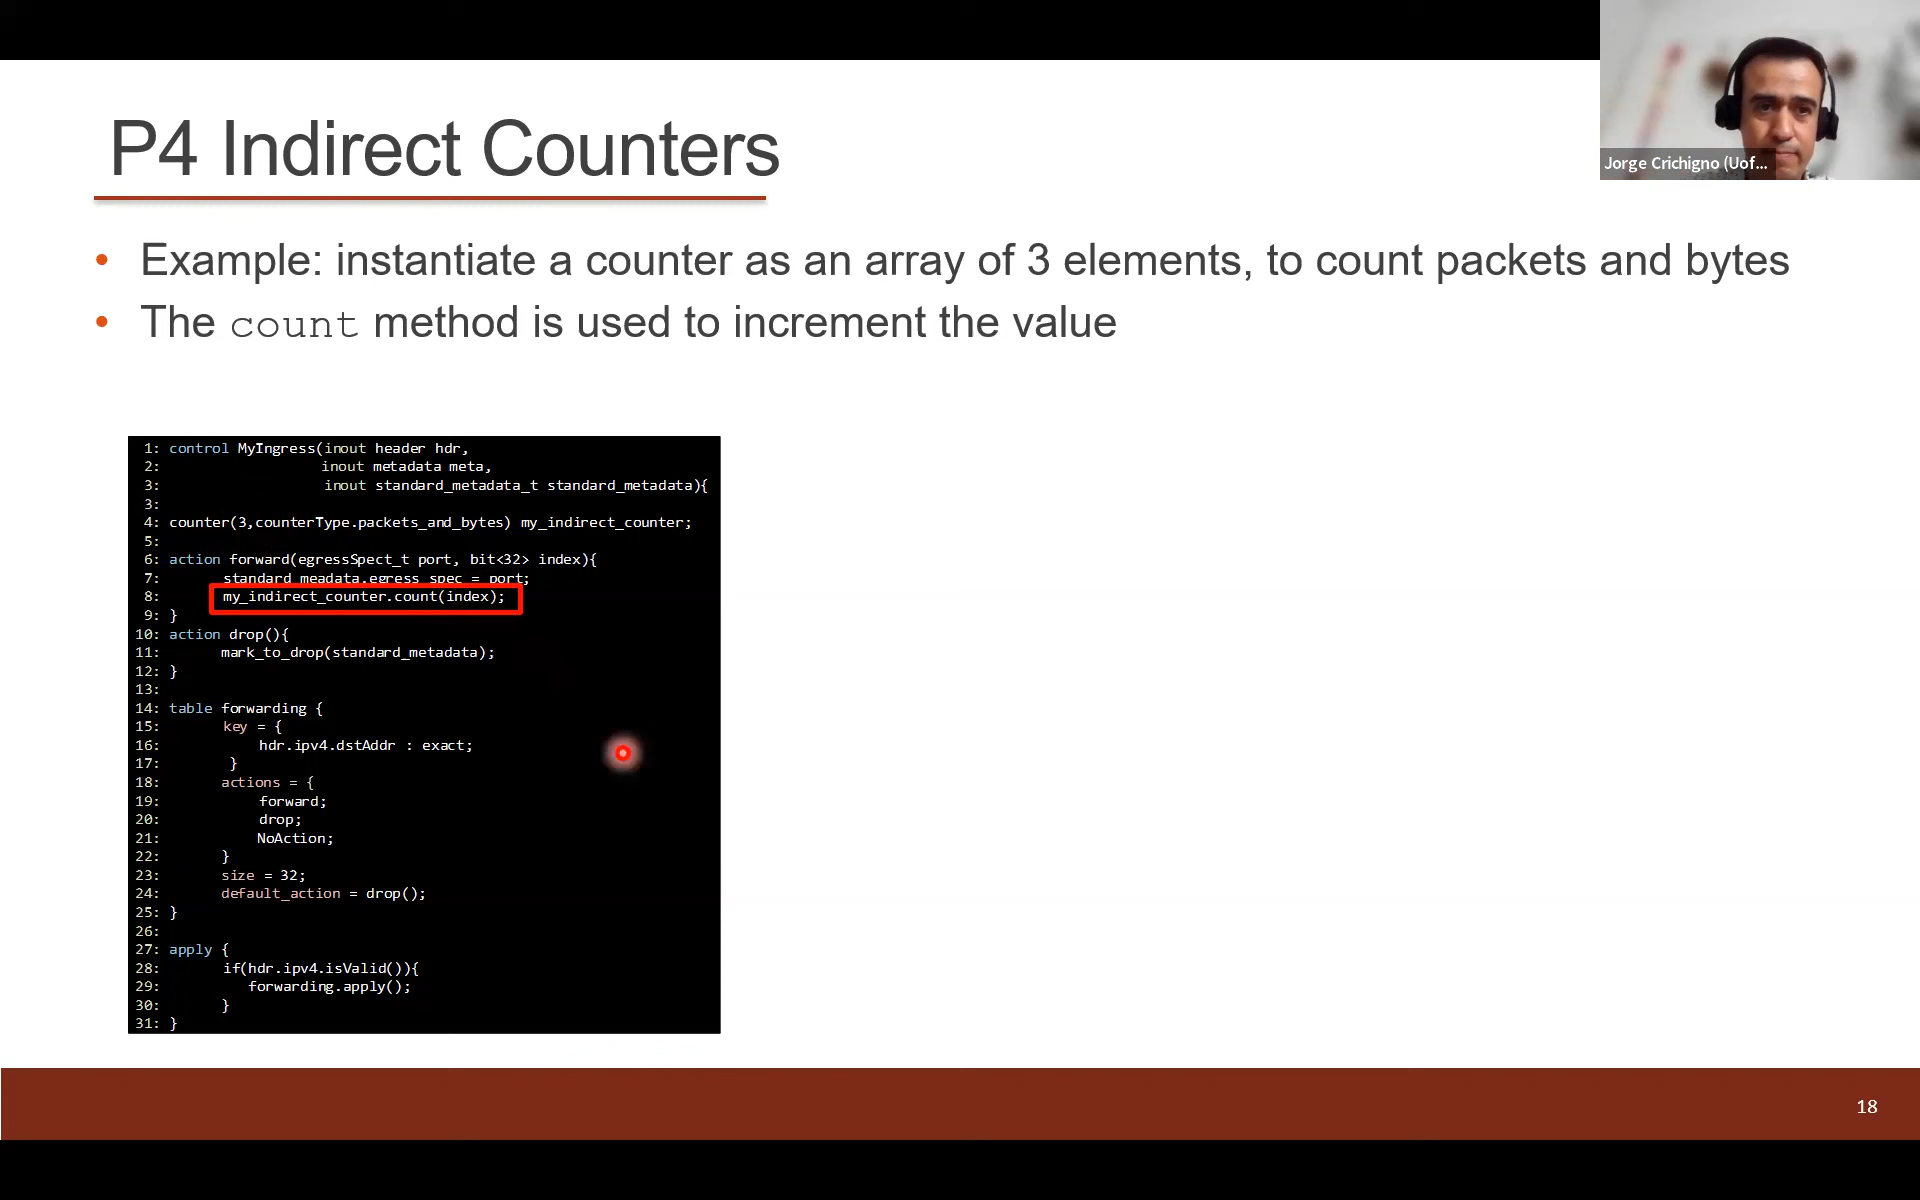 P4 Indirect Counters
Jorge Crichigno (Uof...
• Example: instantiate a counter as an array of 3 elements, to count packets and bytes
• The count method is used to increment the value
1: control MyIngress(inout header hdr,
2: inout metadata meta,
3: inout standard_metadata_t standard_metadata){
3:
4: counter(3,counterType.packets_and_bytes) my_indirect_counter;
5:
6: action forward(egressSpect_t port, bit<32> index){
7: standard_meadata.egress_spec = port;
8: my_indirect_counter.count(index);
9: }
10: action drop(){
11: mark_to_drop(standard_metadata);
12: }
13:
14: table forwarding {
15: key = {
16: hdr.ipv4.dstAddr : exact;
17: }
18: actions = {
19: forward;
20: drop;
21: NoAction;
22: }
23: size = 32;
24: default_action = drop();
25: }
26:
27: apply {
28: if(hdr.ipv4.isValid()){
29: forwarding.apply();
30: }
31: }
18